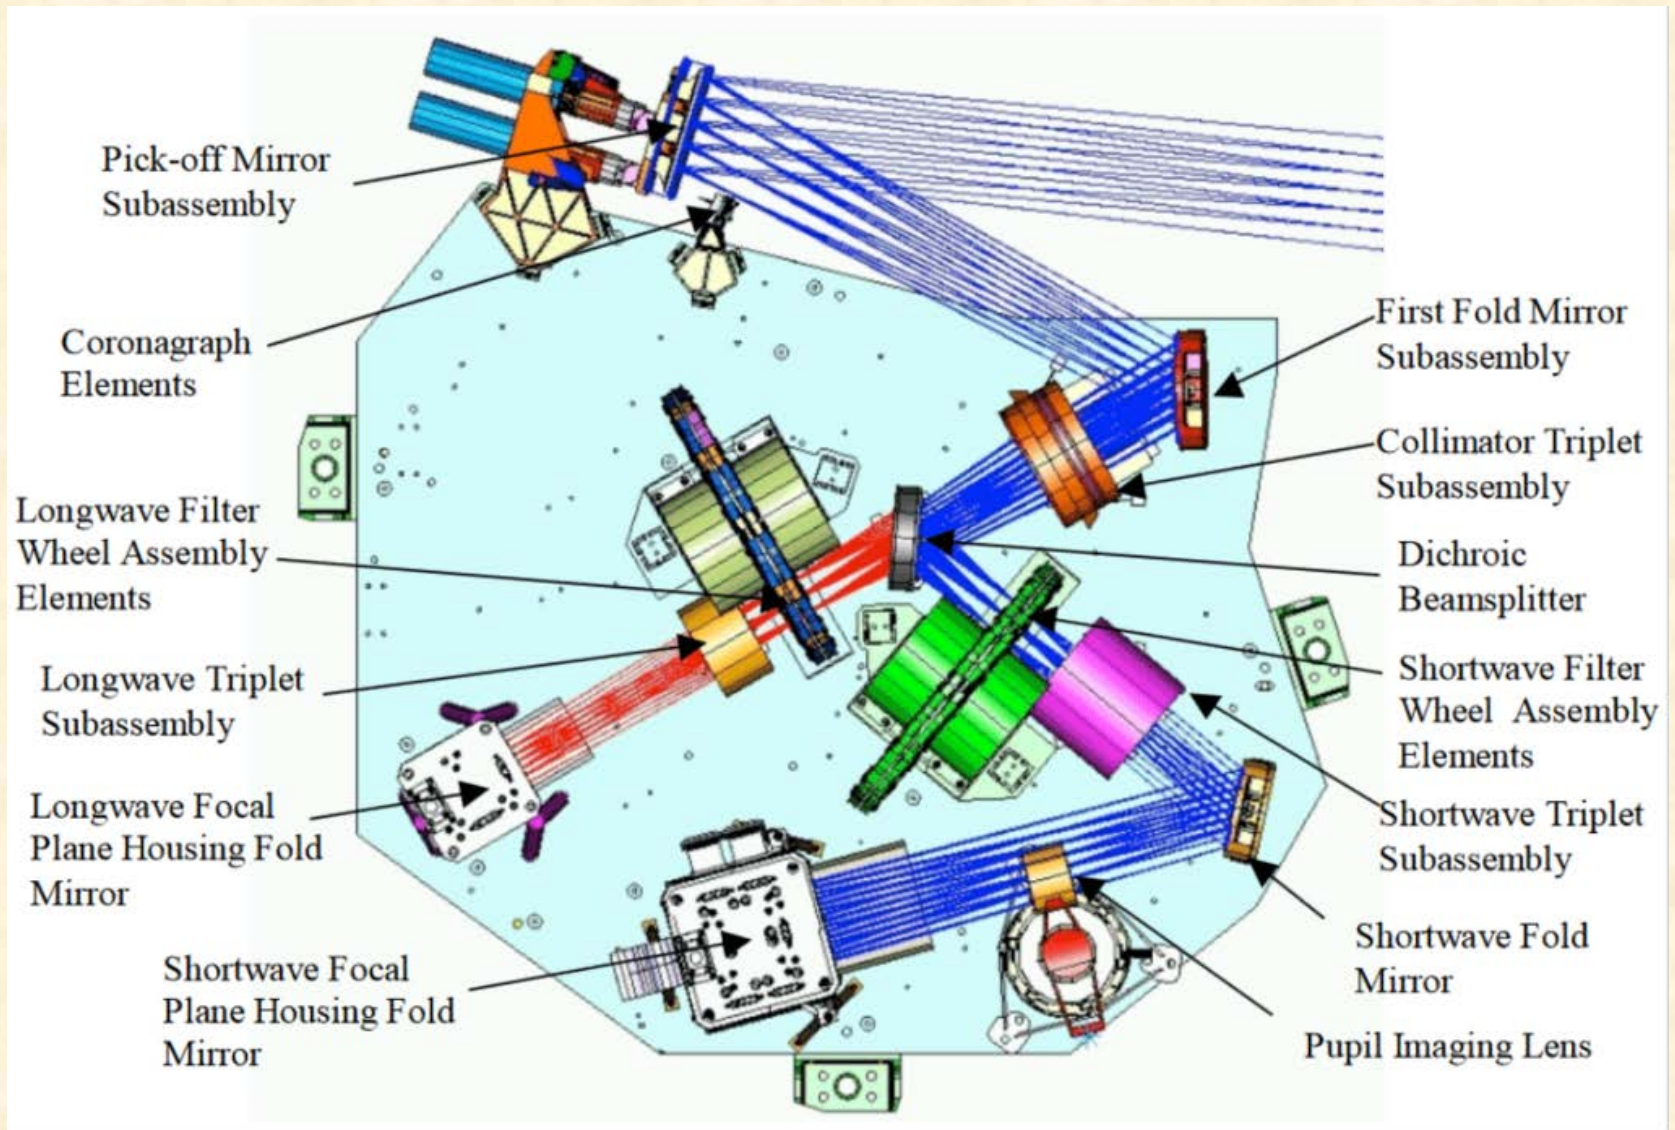 Pick-off Mirror
Subassembly
Coronagraph
Elements
Longwave Filter
Wheel Assembly
Elements
Longwave Triplet
Subassembly
Longwave Focal
Plane Housing Fold
Mirror
Shortwave Focal
Plane Housing Fold
Mirror
First Fold Mirror
Subassembly
Collimator Triplet
Subassembly
Dichroic
Beamsplitter
Shortwave Filter
Wheel Assembly
Elements
Shortwave Triplet
Subassembly
Shortwave Fold
Mirror
Pupil Imaging Lens